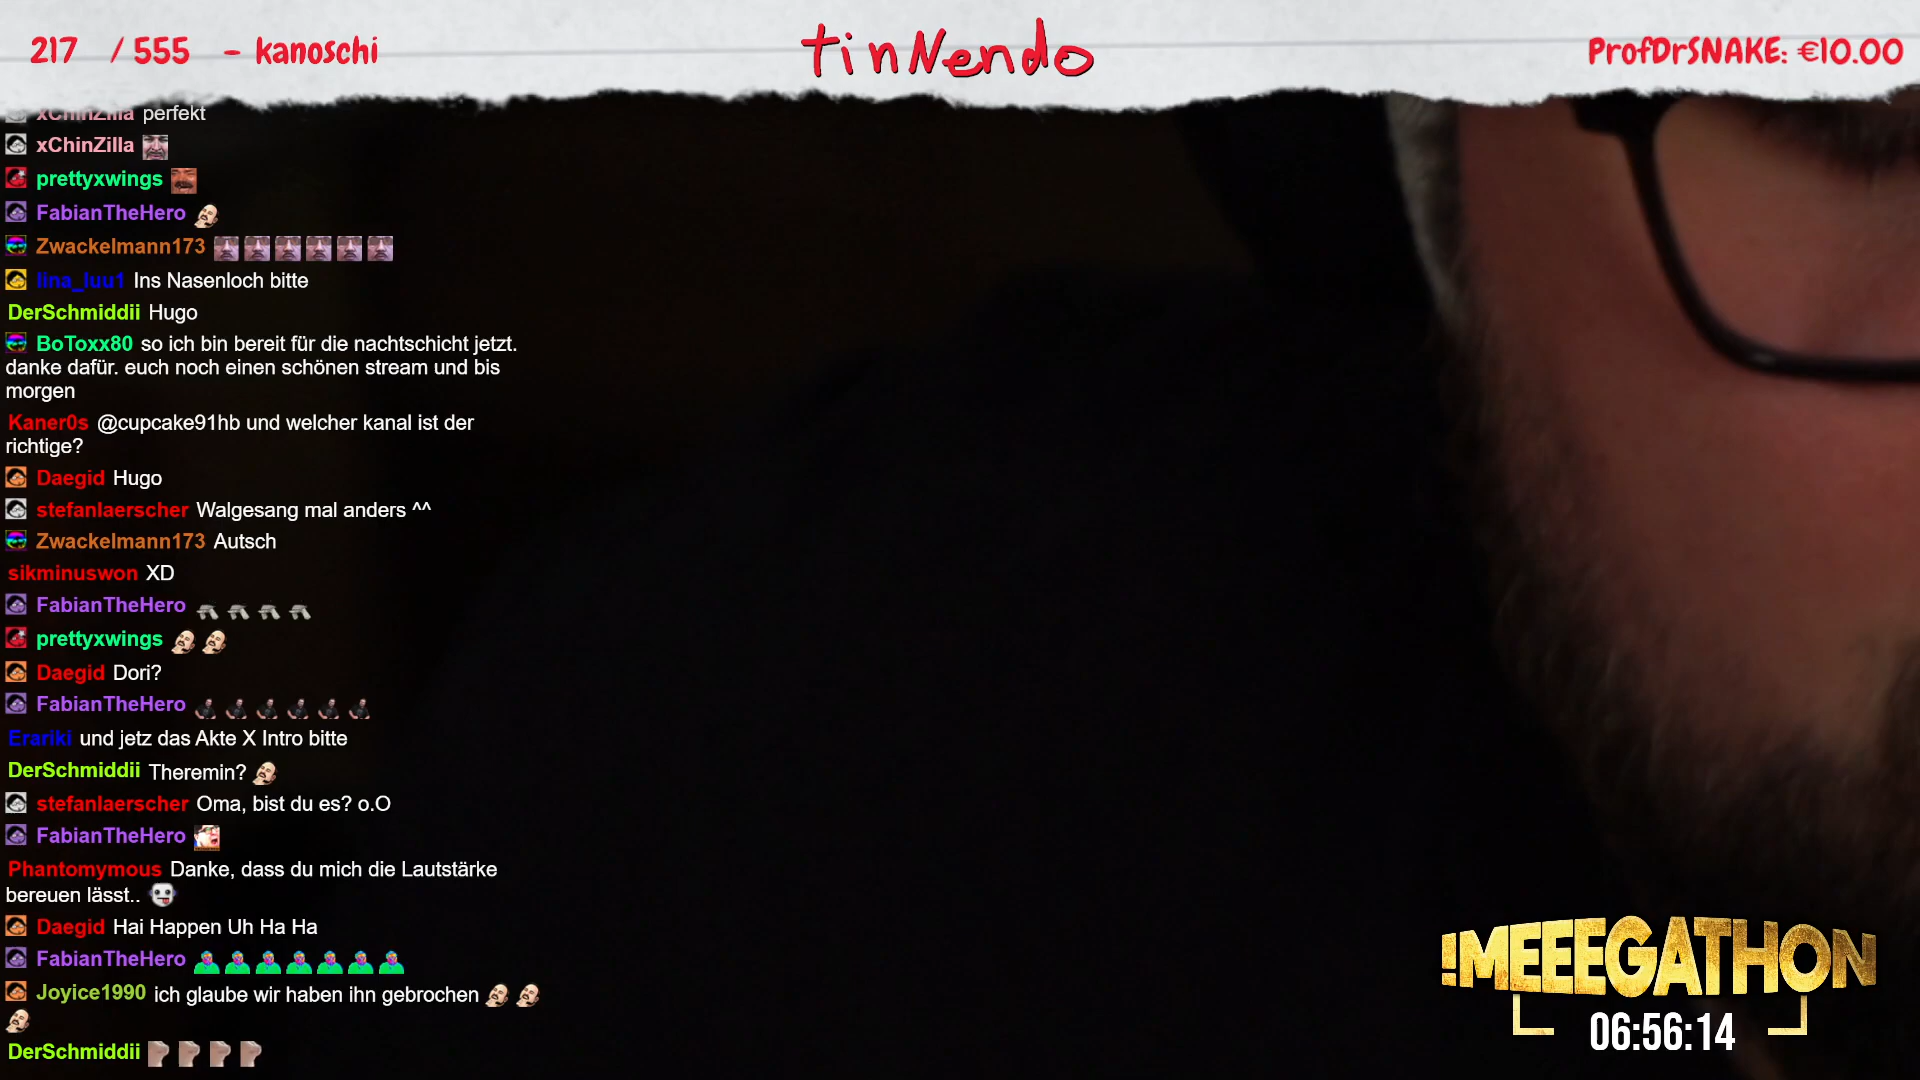 217 / 555 - kanoschi
tinNendo
ProfDrSNAKE: €10.00
xChinZilla perfekt
xChinZilla
prettyxwings
FabianTheHero
Zwackelmann173
lina_luu1 Ins Nasenloch bitte
DerSchmiddii Hugo
BoToxx80 so ich bin bereit für die nachtschicht jetzt.
danke dafür. euch noch einen schönen stream und bis
morgen
Kaner0s @cupcake91hb und welcher kanal ist der
richtige?
Daegid Hugo
stefanlaerscher Walgesang mal anders ^^
Zwackelmann173 Autsch
sikminuswon XD
FabianTheHero
prettyxwings
Daegid Dori?
FabianTheHero
Erariki und jetz das Akte X Intro bitte
DerSchmiddii Theremin?
stefanlaerscher Oma, bist du es? o.O
FabianTheHero
Phantomymous Danke, dass du mich die Lautstärke
bereuen lässt..
Daegid Hai Happen Uh Ha Ha
FabianTheHero
Joyice1990 ich glaube wir haben ihn gebrochen
DerSchmiddii
!MEEEGATHON
06:56:14